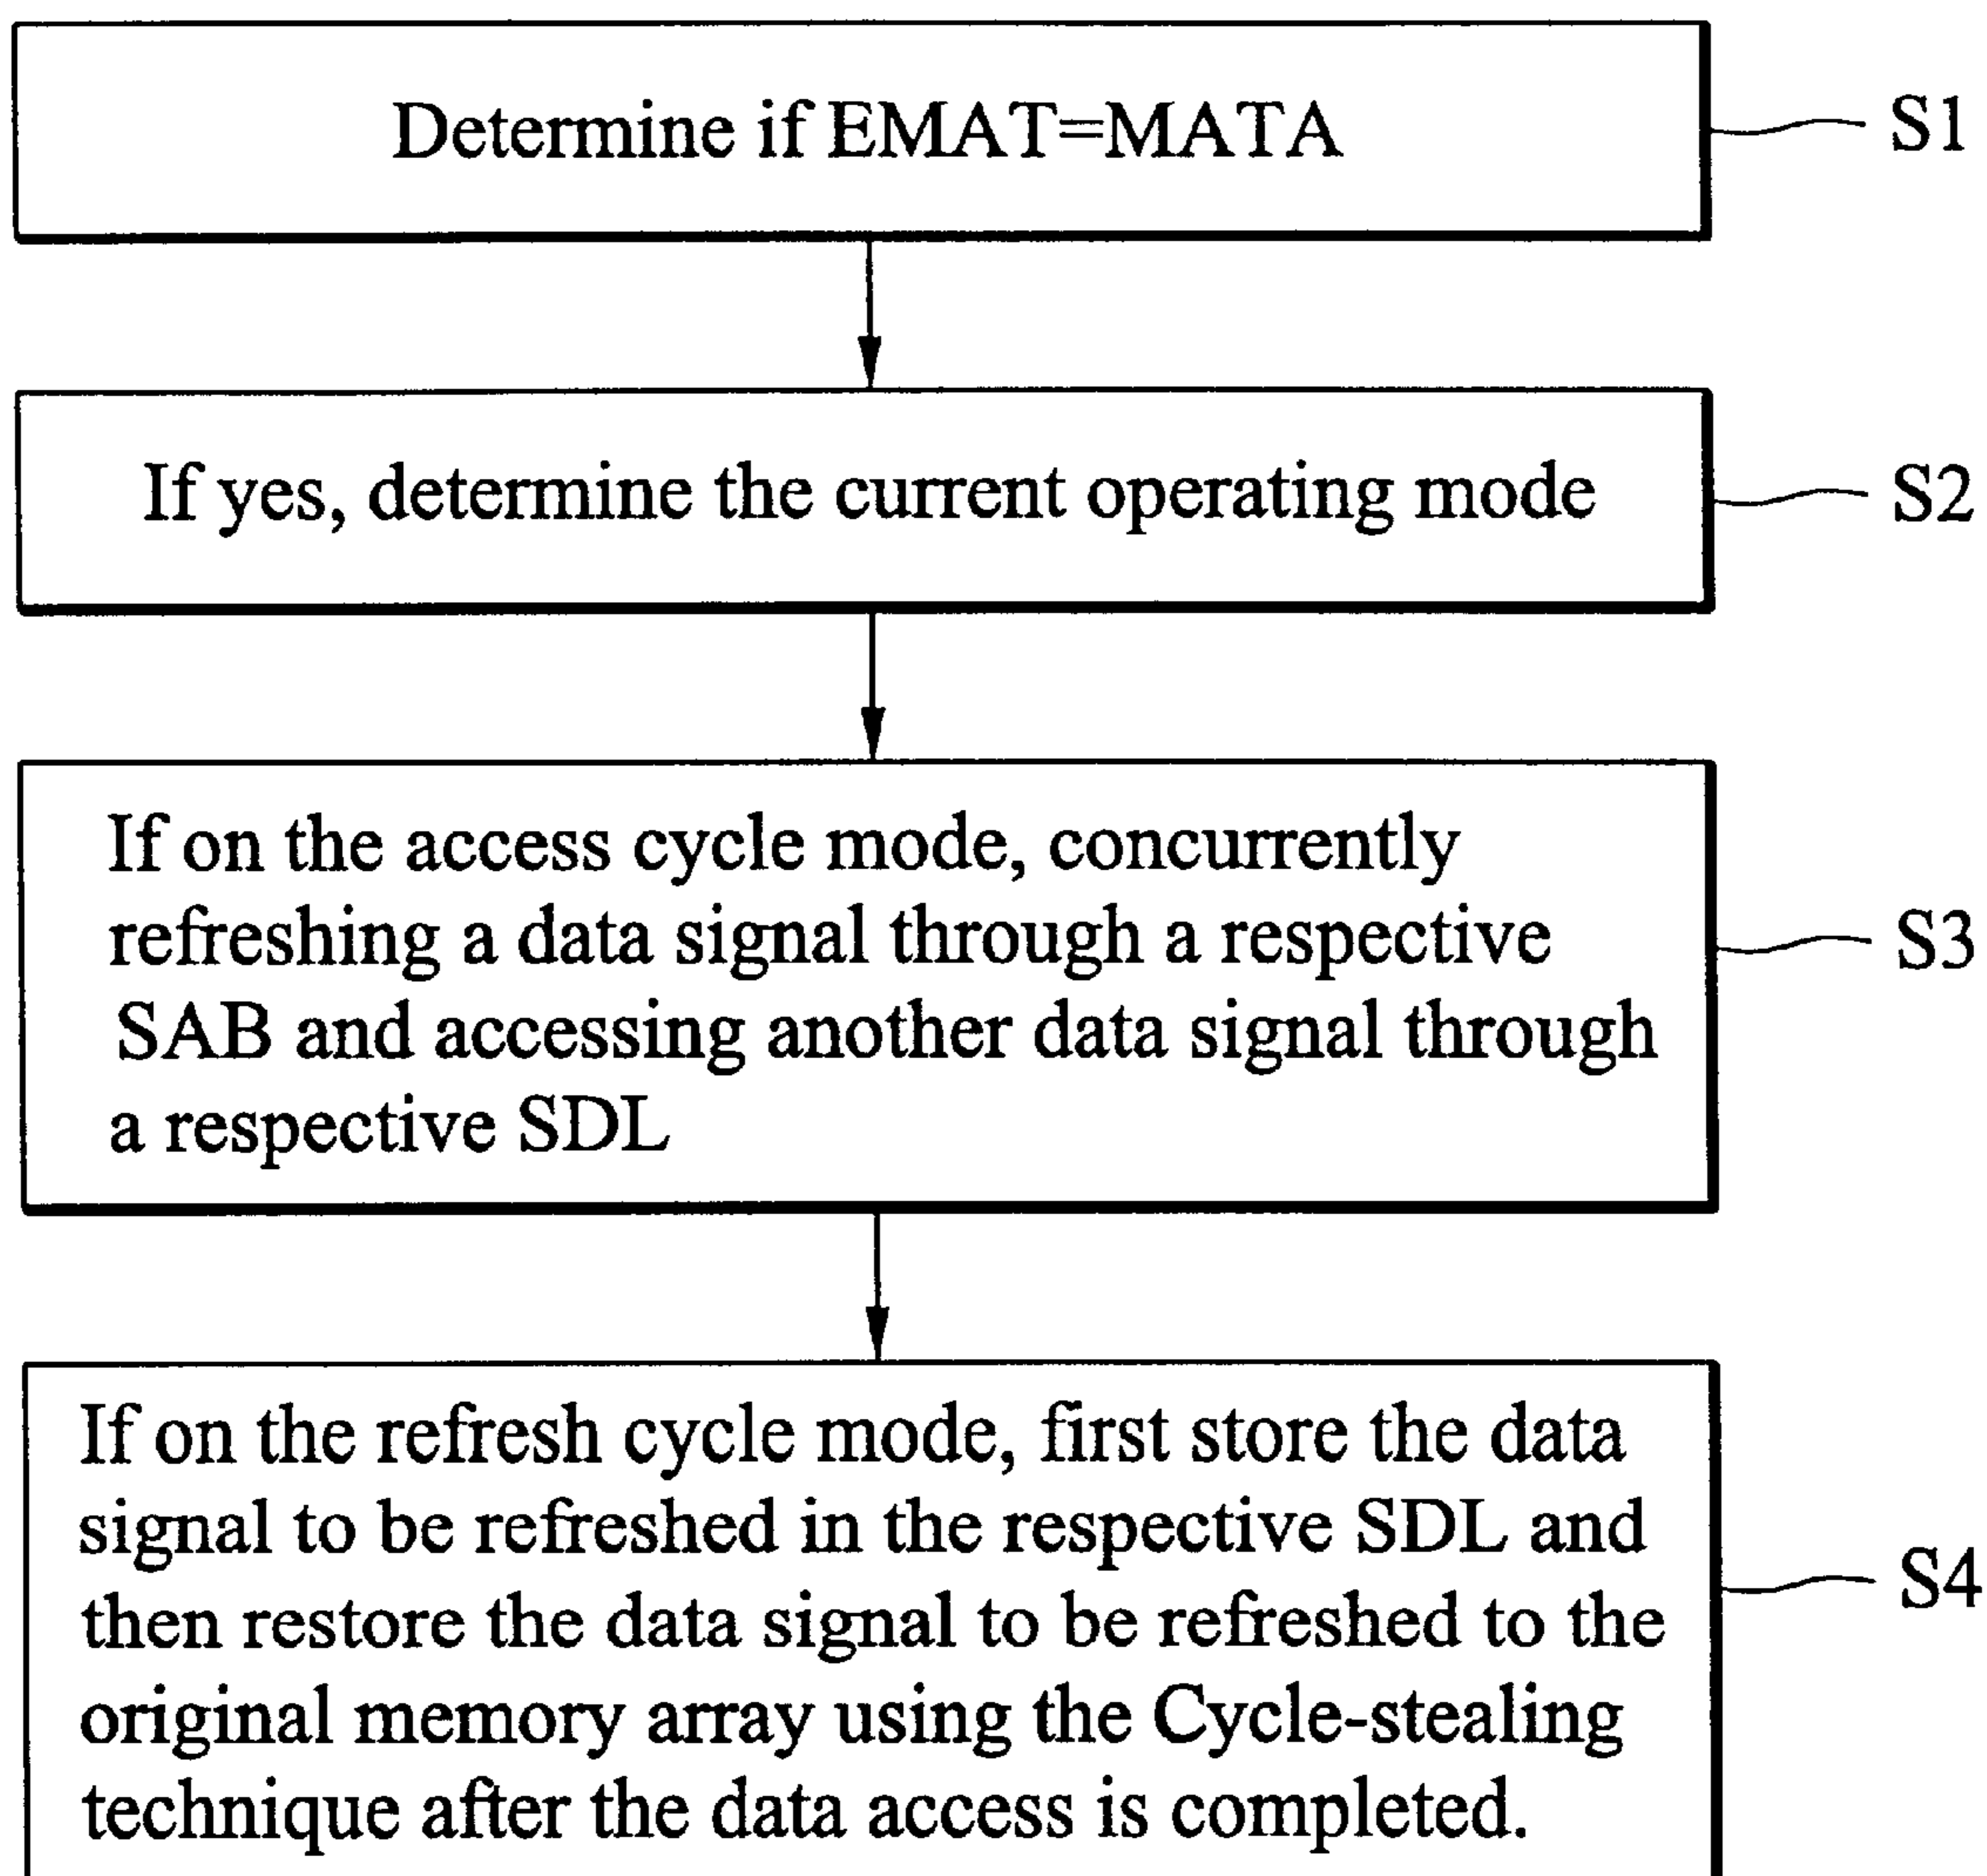 Determine if EMAT=MATA
S1
If yes, determine the current operating mode
S2
If on the access cycle mode, concurrently
refreshing a data signal through a respective
SAB and accessing another data signal through
a respective SDL
S3
If on the refresh cycle mode, first store the data
signal to be refreshed in the respective SDL and
then restore the data signal to be refreshed to the
original memory array using the Cycle-stealing
technique after the data access is completed.
S4